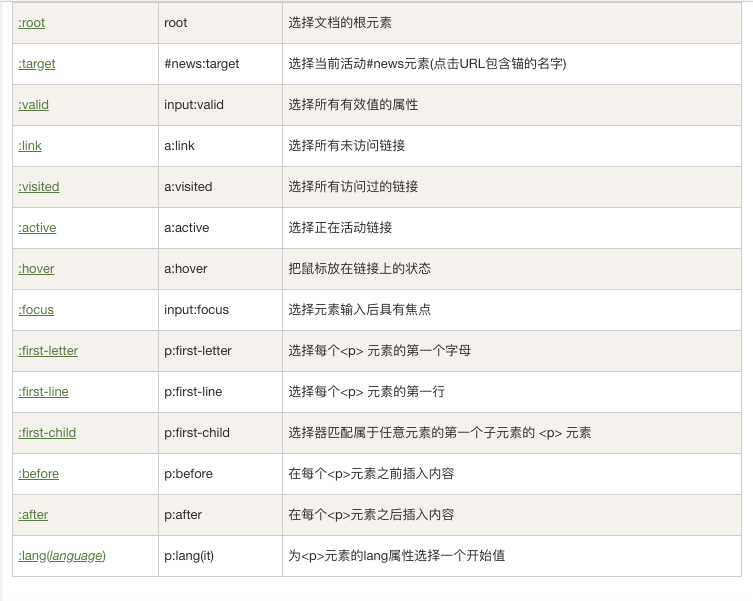 :root root 选择文档的根元素
:target #news:target 选择当前活动#news元素(点击URL包含锚的名字)
:valid input:valid 选择所有有效值的属性
:link a:link 选择所有未访问链接
:visited a:visited 选择所有访问过的链接
:active a:active 选择正在活动链接
:hover a:hover 把鼠标放在链接上的状态
:focus input:focus 选择元素输入后具有焦点
:first-letter p:first-letter 选择每个<p> 元素的第一个字母
:first-line p:first-line 选择每个<p> 元素的第一行
:first-child p:first-child 选择器匹配属于任意元素的第一个子元素的 <p> 元素
:before p:before 在每个<p>元素之前插入内容
:after p:after 在每个<p>元素之后插入内容
:lang(language) p:lang(it) 为<p>元素的lang属性选择一个开始值